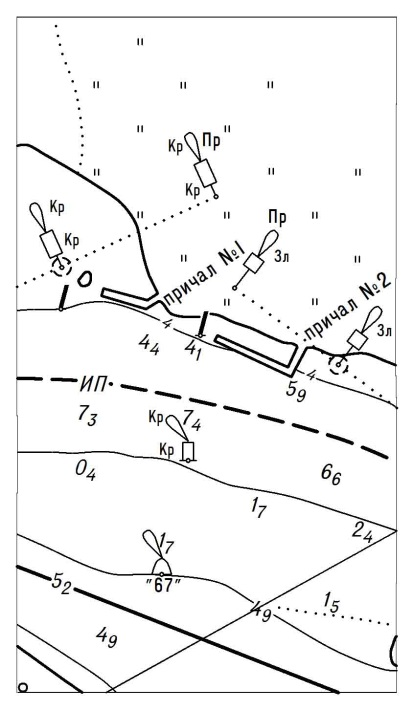 Кр
Пр
Кр
Кр
Кр
Пр
Зл
причал №1
причал №2
Зл
4
4₄
4₁
4
5₉
ИП
7₃
Кр
7₄
Кр
0₄
6₆
1₇
2₄
1₇
"67"
5₂
4₉
1₅
4₉